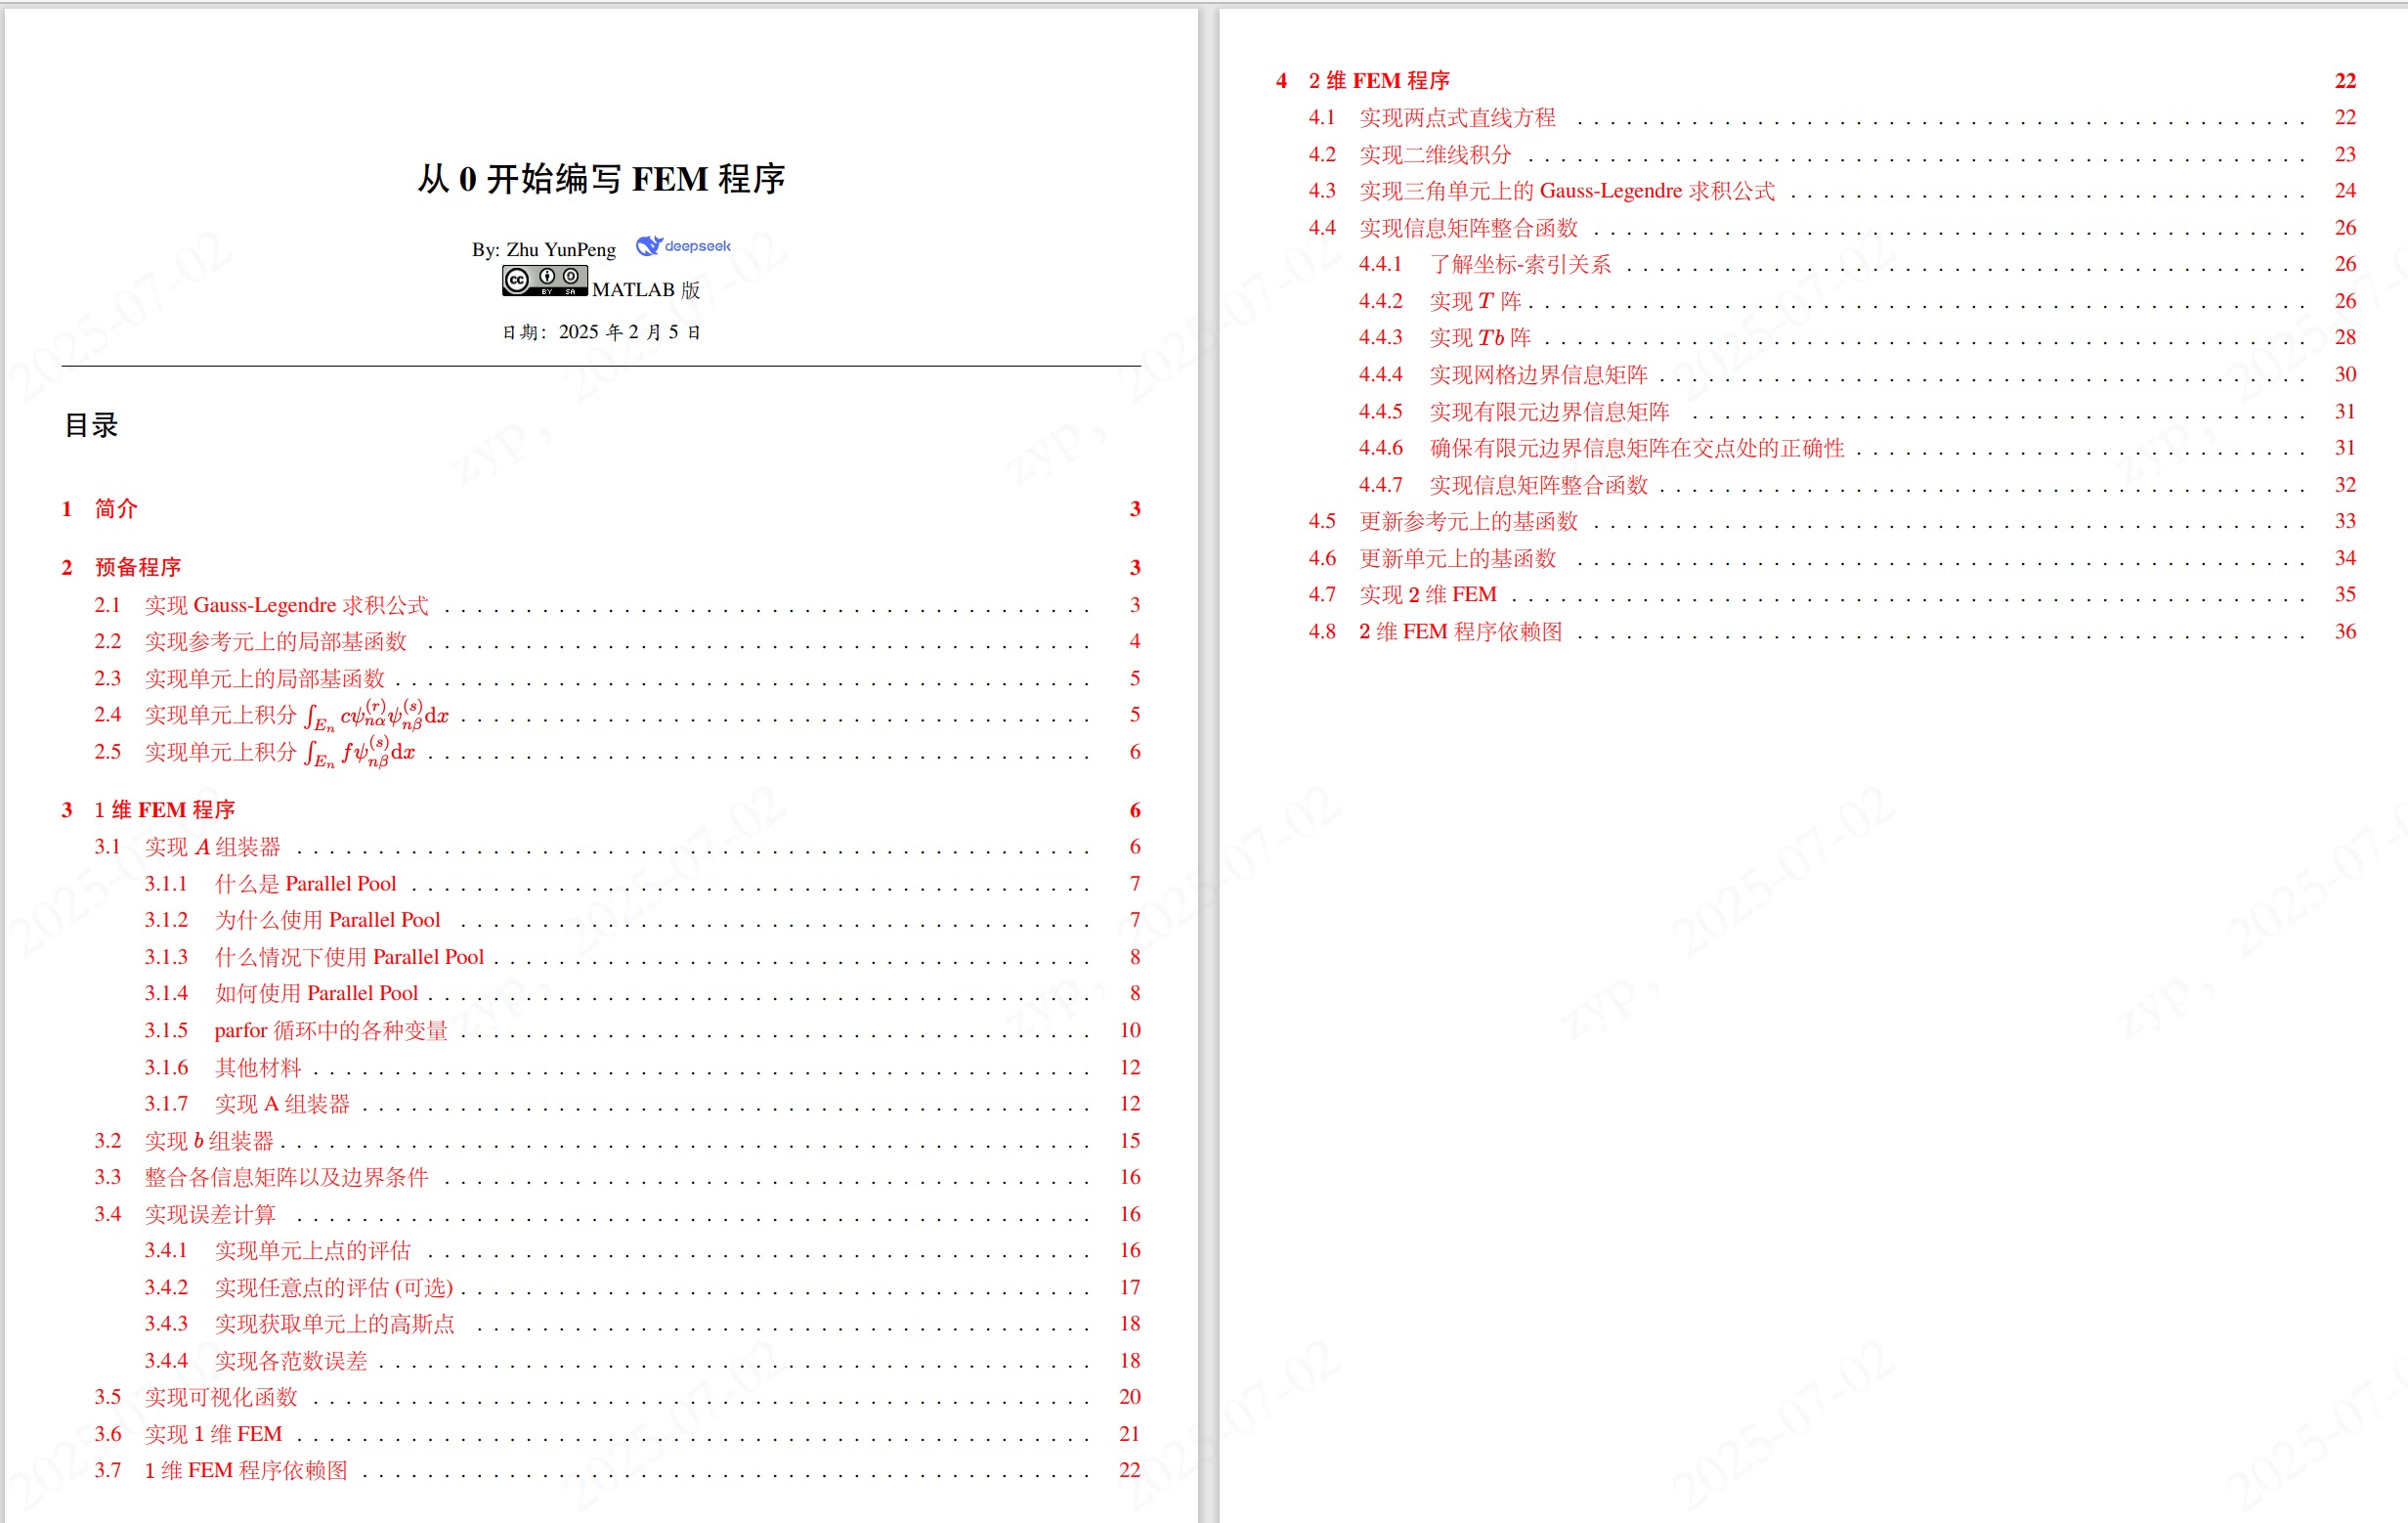 从 0 开始编写 FEM 程序
By: Zhu YunPeng deepseek
CC BY SA MATLAB 版
日期：2025 年 2 月 5 日
目录
1 简介 3
2 预备程序 3
2.1 实现 Gauss-Legendre 求积公式 3
2.2 实现参考元上的局部基函数 4
2.3 实现单元上的局部基函数 5
2.4 实现单元上积分 ∫_{E_n} cψ_{nα}^{(r)}ψ_{nβ}^{(s)}dx 5
2.5 实现单元上积分 ∫_{E_n} fψ_{nβ}^{(s)}dx 6
3 1 维 FEM 程序 6
3.1 实现 A 组装器 6
3.1.1 什么是 Parallel Pool 7
3.1.2 为什么使用 Parallel Pool 7
3.1.3 什么情况下使用 Parallel Pool 8
3.1.4 如何使用 Parallel Pool 8
3.1.5 parfor 循环中的各种变量 10
3.1.6 其他材料 12
3.1.7 实现 A 组装器 12
3.2 实现 b 组装器 15
3.3 整合各信息矩阵以及边界条件 16
3.4 实现误差计算 16
3.4.1 实现单元上点的评估 16
3.4.2 实现任意点的评估 (可选) 17
3.4.3 实现获取单元上的高斯点 18
3.4.4 实现各范数误差 18
3.5 实现可视化函数 20
3.6 实现 1 维 FEM 21
3.7 1 维 FEM 程序依赖图 22
4 2 维 FEM 程序 22
4.1 实现两点式直线方程 22
4.2 实现二维线积分 23
4.3 实现三角单元上的 Gauss-Legendre 求积公式 24
4.4 实现信息矩阵整合函数 26
4.4.1 了解坐标-索引关系 26
4.4.2 实现 T 阵 26
4.4.3 实现 Tb 阵 28
4.4.4 实现网格边界信息矩阵 30
4.4.5 实现有限元边界信息矩阵 31
4.4.6 确保有限元边界信息矩阵在交点处的正确性 31
4.4.7 实现信息矩阵整合函数 32
4.5 更新参考元上的基函数 33
4.6 更新单元上的基函数 34
4.7 实现 2 维 FEM 35
4.8 2 维 FEM 程序依赖图 36
zyp， 2025-07-02